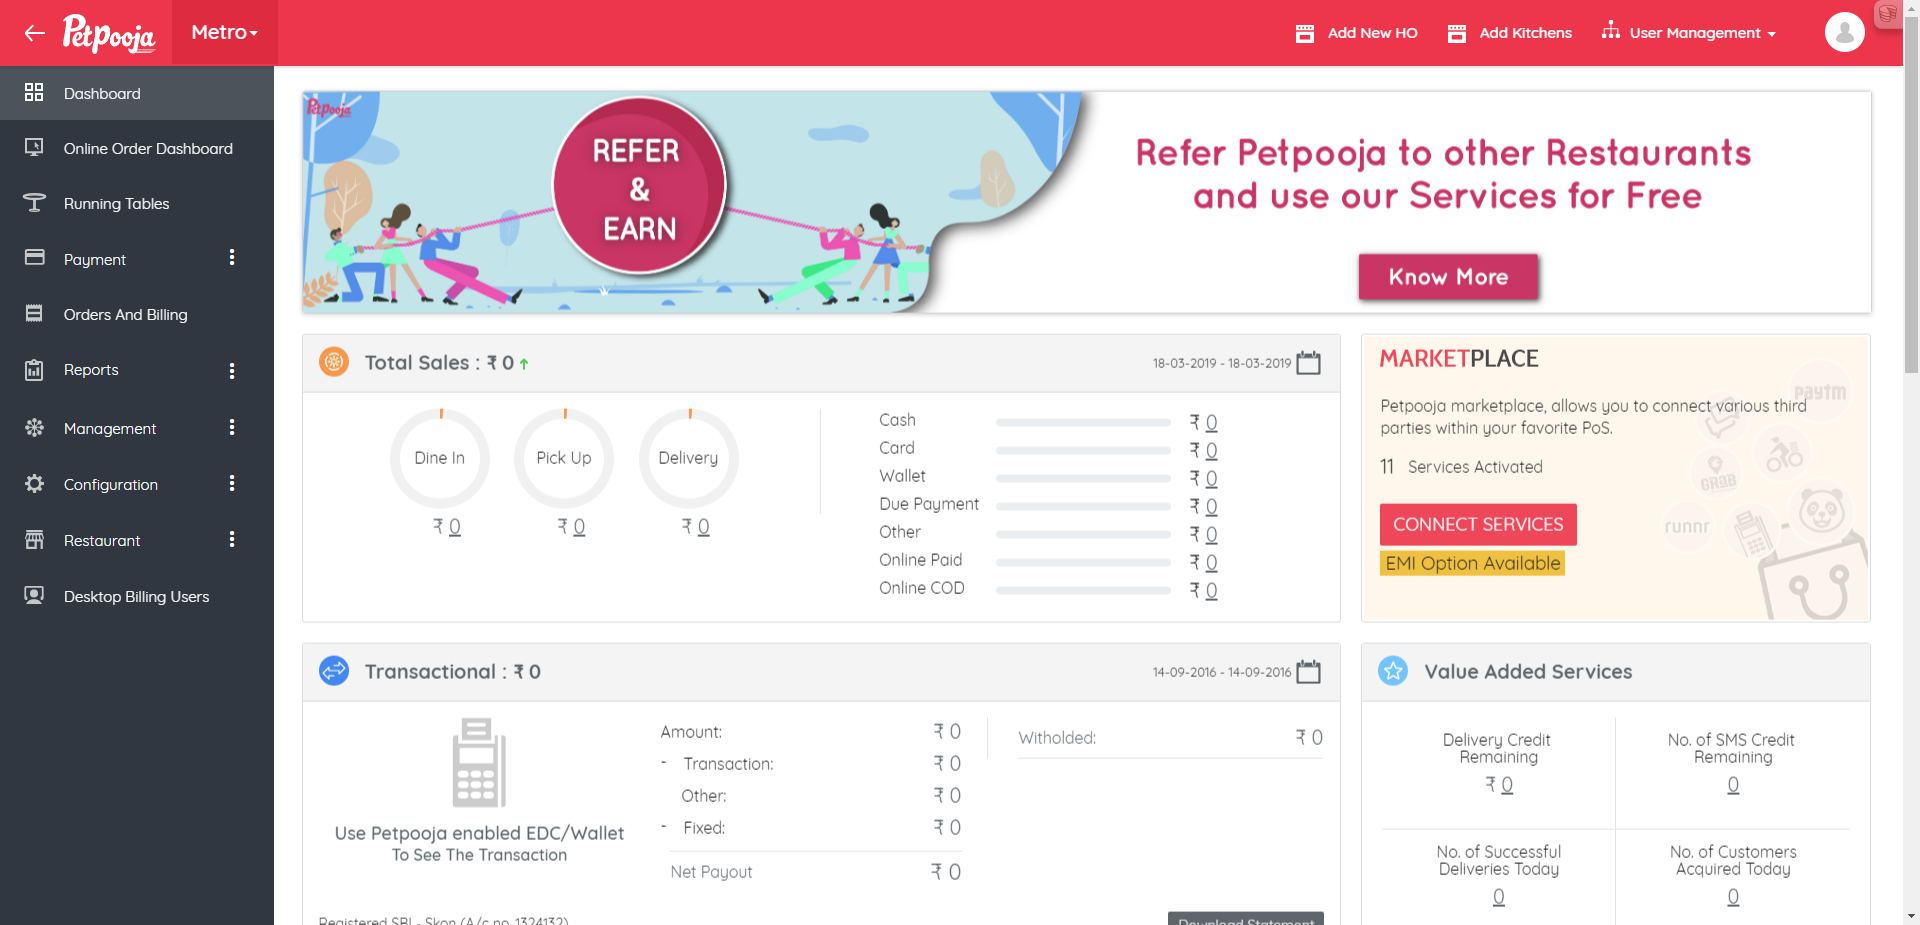 Petpooja
Metro
Add New HO
Add Kitchens
User Management
Dashboard
Online Order Dashboard
Running Tables
Payment
Orders And Billing
Reports
Management
Configuration
Restaurant
Desktop Billing Users
Petpooja
REFER
&
EARN
Refer Petpooja to other Restaurants
and use our Services for Free
Know More
Total Sales : ₹ 0
18-03-2019 - 18-03-2019
Dine In
₹ 0
Pick Up
₹ 0
Delivery
₹ 0
Cash ₹ 0
Card ₹ 0
Wallet ₹ 0
Due Payment ₹ 0
Other ₹ 0
Online Paid ₹ 0
Online COD ₹ 0
MARKETPLACE
Petpooja marketplace, allows you to connect various third
parties within your favorite PoS.
11 Services Activated
CONNECT SERVICES
EMI Option Available
paytm
GRAB
runnr
Transactional : ₹ 0
14-09-2016 - 14-09-2016
Use Petpooja enabled EDC/Wallet
To See The Transaction
Amount: ₹ 0
- Transaction: ₹ 0
Other: ₹ 0
- Fixed: ₹ 0
Net Payout ₹ 0
Witholded: ₹ 0
Registered SBI - Skon (A/c no. 1324132)
Download Statement
Value Added Services
Delivery Credit
Remaining
₹ 0
No. of SMS Credit
Remaining
0
No. of Successful
Deliveries Today
0
No. of Customers
Acquired Today
0